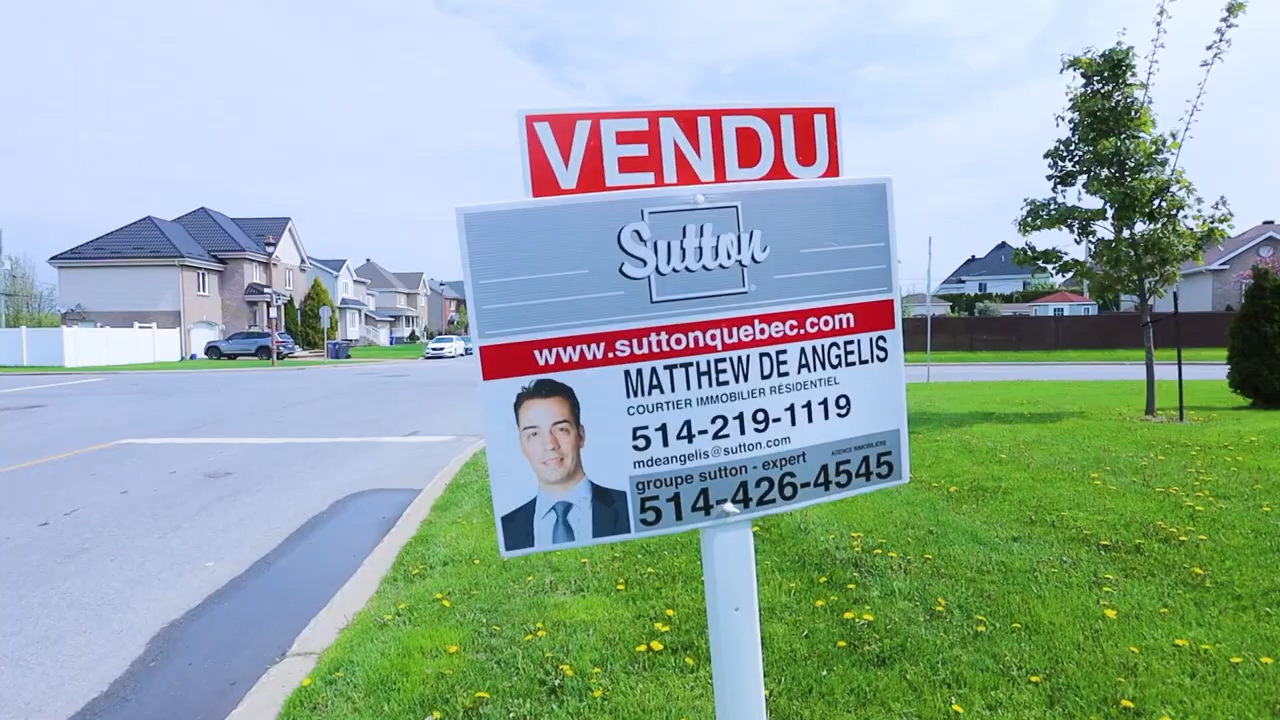 VENDU
Sutton
www.suttonquebec.com
MATTHEW DE ANGELIS
COURTIER IMMOBILIER RÉSIDENTIEL
514-219-1119
mdeangelis@sutton.com
AGENCE IMMOBILIÈRE
groupe sutton - expert
514-426-4545